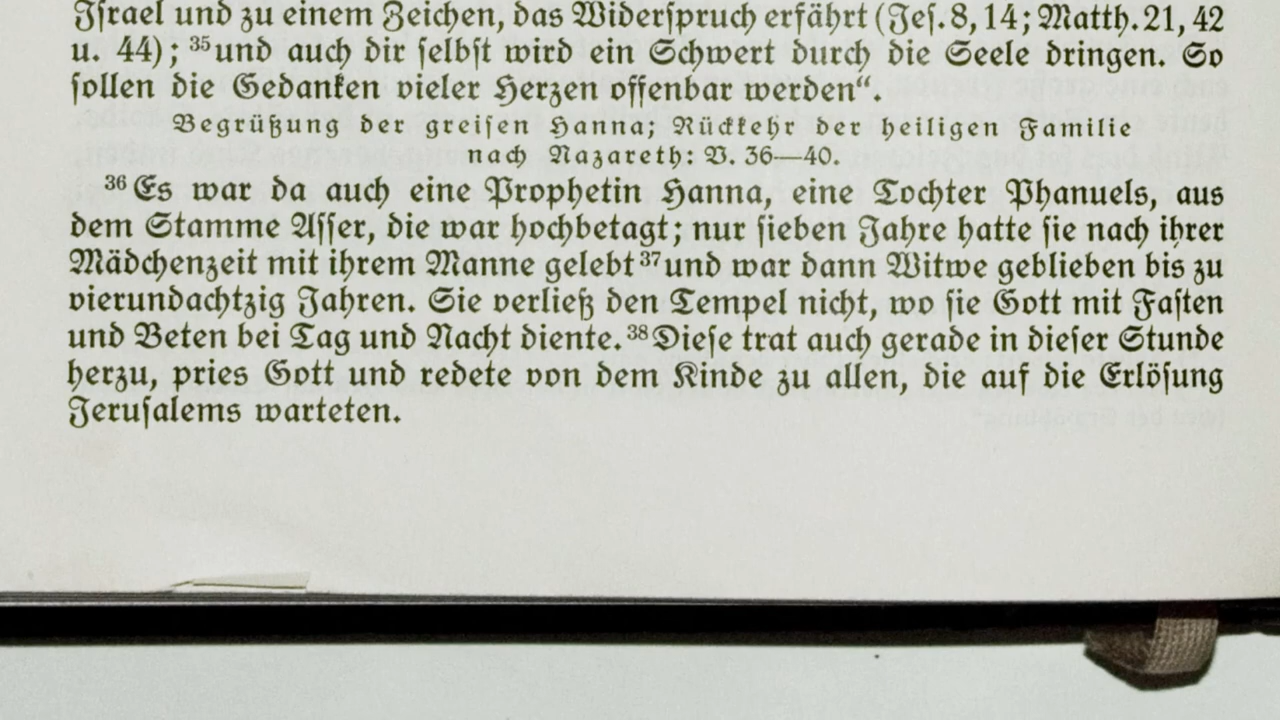 Israel und zu einem Zeichen, das Widerspruch erfährt (Jes. 8, 14; Matth. 21, 42
u. 44); ³⁵und auch dir selbst wird ein Schwert durch die Seele dringen. So
sollen die Gedanken vieler Herzen offenbar werden“.
Begrüßung der greisen Hanna; Rückkehr der heiligen Familie
nach Nazareth: V. 36—40.
³⁶Es war da auch eine Prophetin Hanna, eine Tochter Phanuels, aus
dem Stamme Asser, die war hochbetagt; nur sieben Jahre hatte sie nach ihrer
Mädchenzeit mit ihrem Manne gelebt ³⁷und war dann Witwe geblieben bis zu
vierundachtzig Jahren. Sie verließ den Tempel nicht, wo sie Gott mit Fasten
und Beten bei Tag und Nacht diente. ³⁸Diese trat auch gerade in dieser Stunde
herzu, pries Gott und redete von dem Kinde zu allen, die auf die Erlösung
Jerusalems warteten.